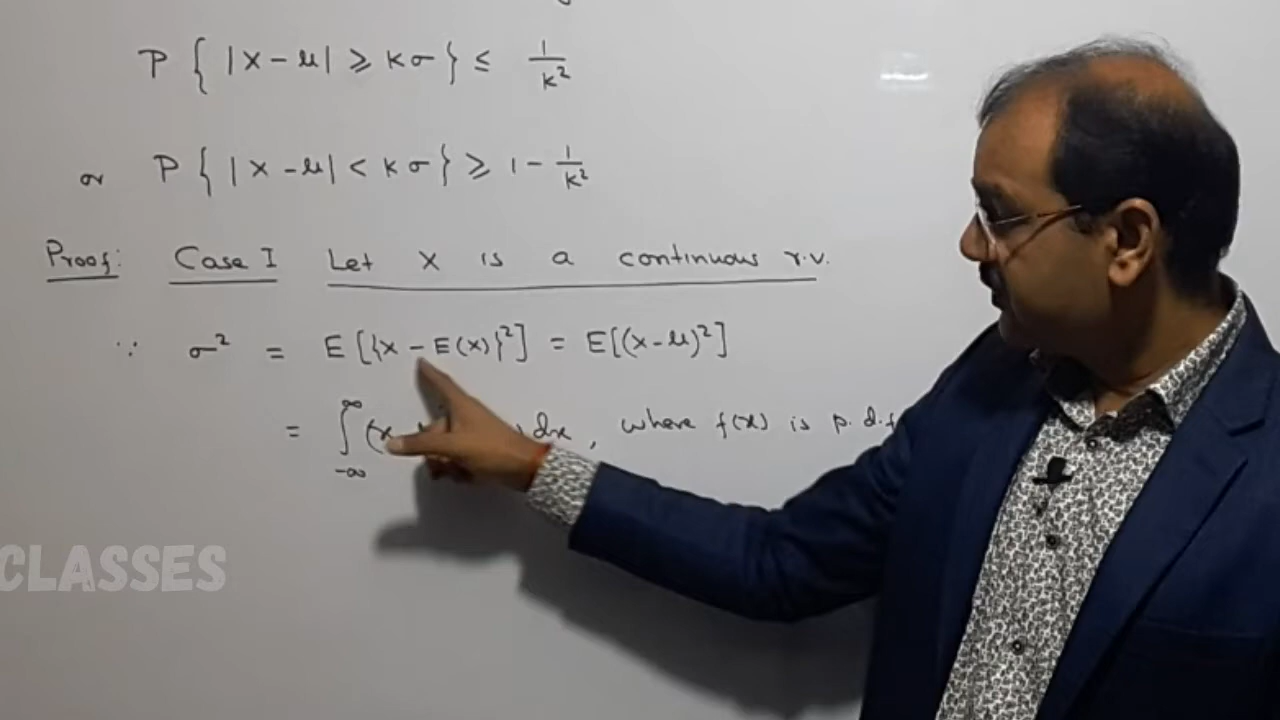 P { |X - μ| ≥ kσ } ≤ 1/k²
or P { |X - μ| < kσ } ≥ 1 - 1/k²
Proof: Case I Let X is a continuous r.v.
∵ σ² = E[{X - E(X)}²] = E[(X-μ)²]
= ∫_{-∞}^{∞} (x dx, where f(x) is p.d.f
CLASSES